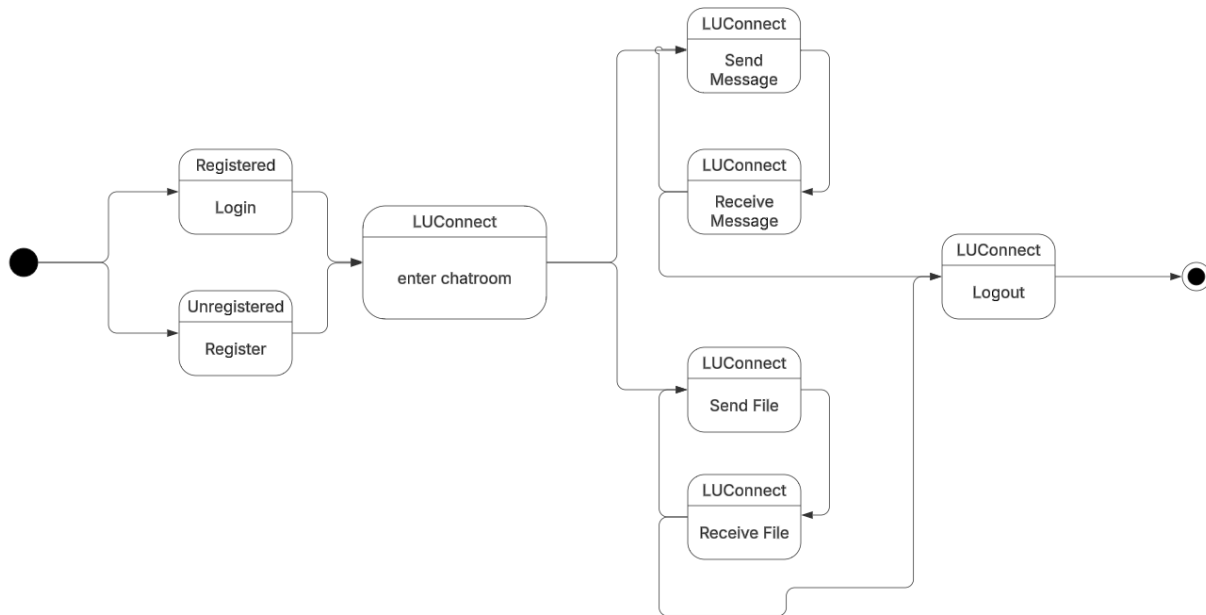 Registered
Login
Unregistered
Register
LUConnect
enter chatroom
LUConnect
Send
Message
LUConnect
Receive
Message
LUConnect
Send File
LUConnect
Receive File
LUConnect
Logout